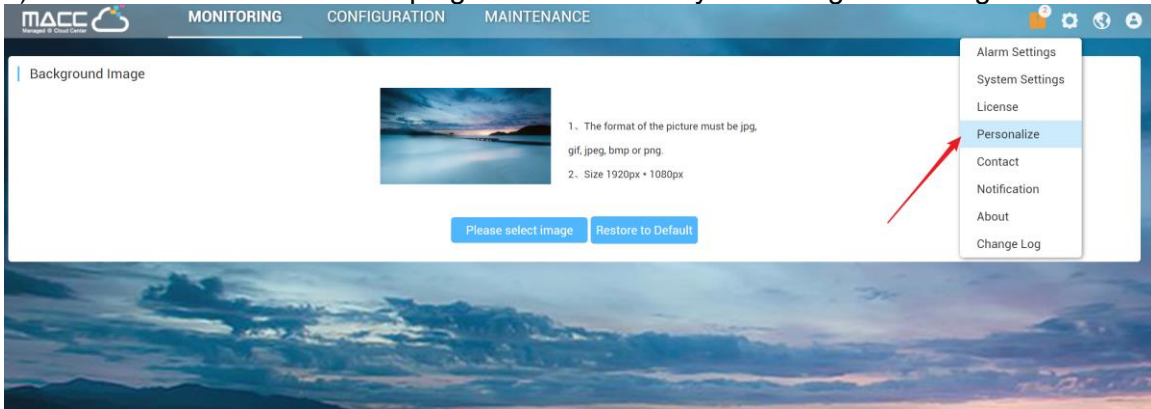 MACC
Managed @ Cloud Center
MONITORING
CONFIGURATION
MAINTENANCE
2
Background Image
1、The format of the picture must be jpg,
gif, jpeg, bmp or png.
2、Size 1920px * 1080px
Please select image
Restore to Default
Alarm Settings
System Settings
License
Personalize
Contact
Notification
About
Change Log